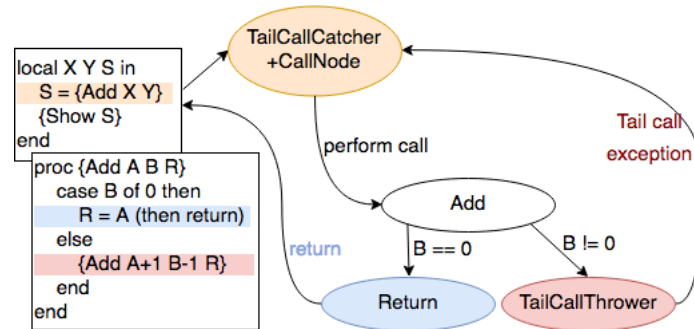 local X Y S in
S = {Add X Y}
{Show S}
end
proc {Add A B R}
case B of 0 then
R = A (then return)
else
{Add A+1 B-1 R}
end
end
TailCallCatcher
+CallNode
perform call
Tail call
exception
Add
return
B == 0
B != 0
Return
TailCallThrower